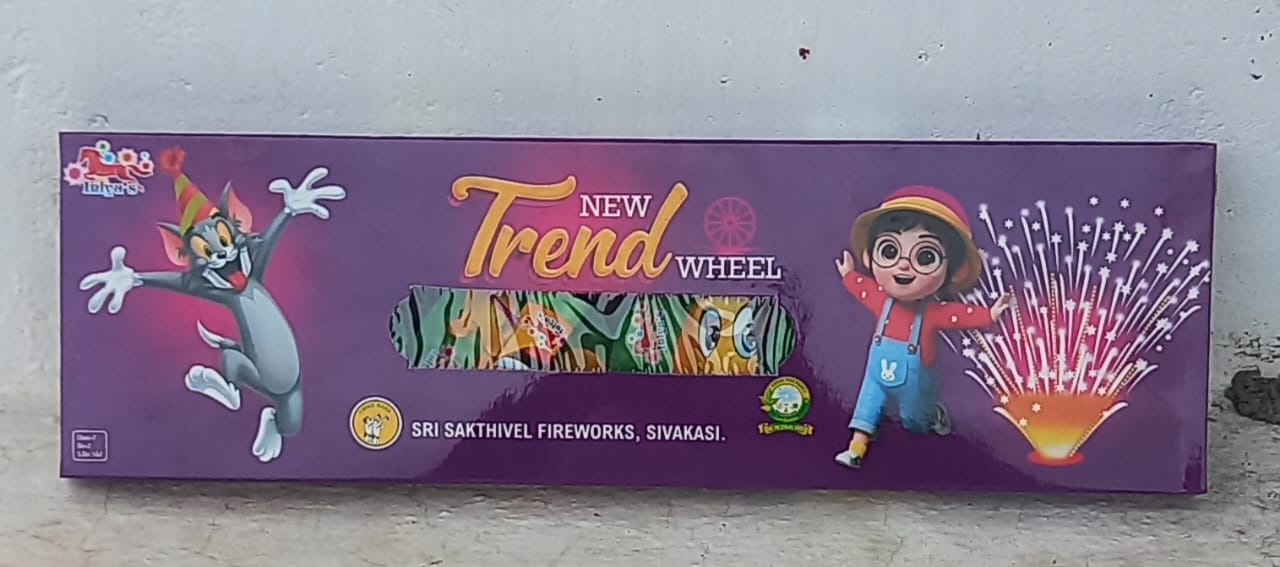 Iniya's
NEW
Trend
WHEEL
SRI SAKTHIVEL FIREWORKS, SIVAKASI.